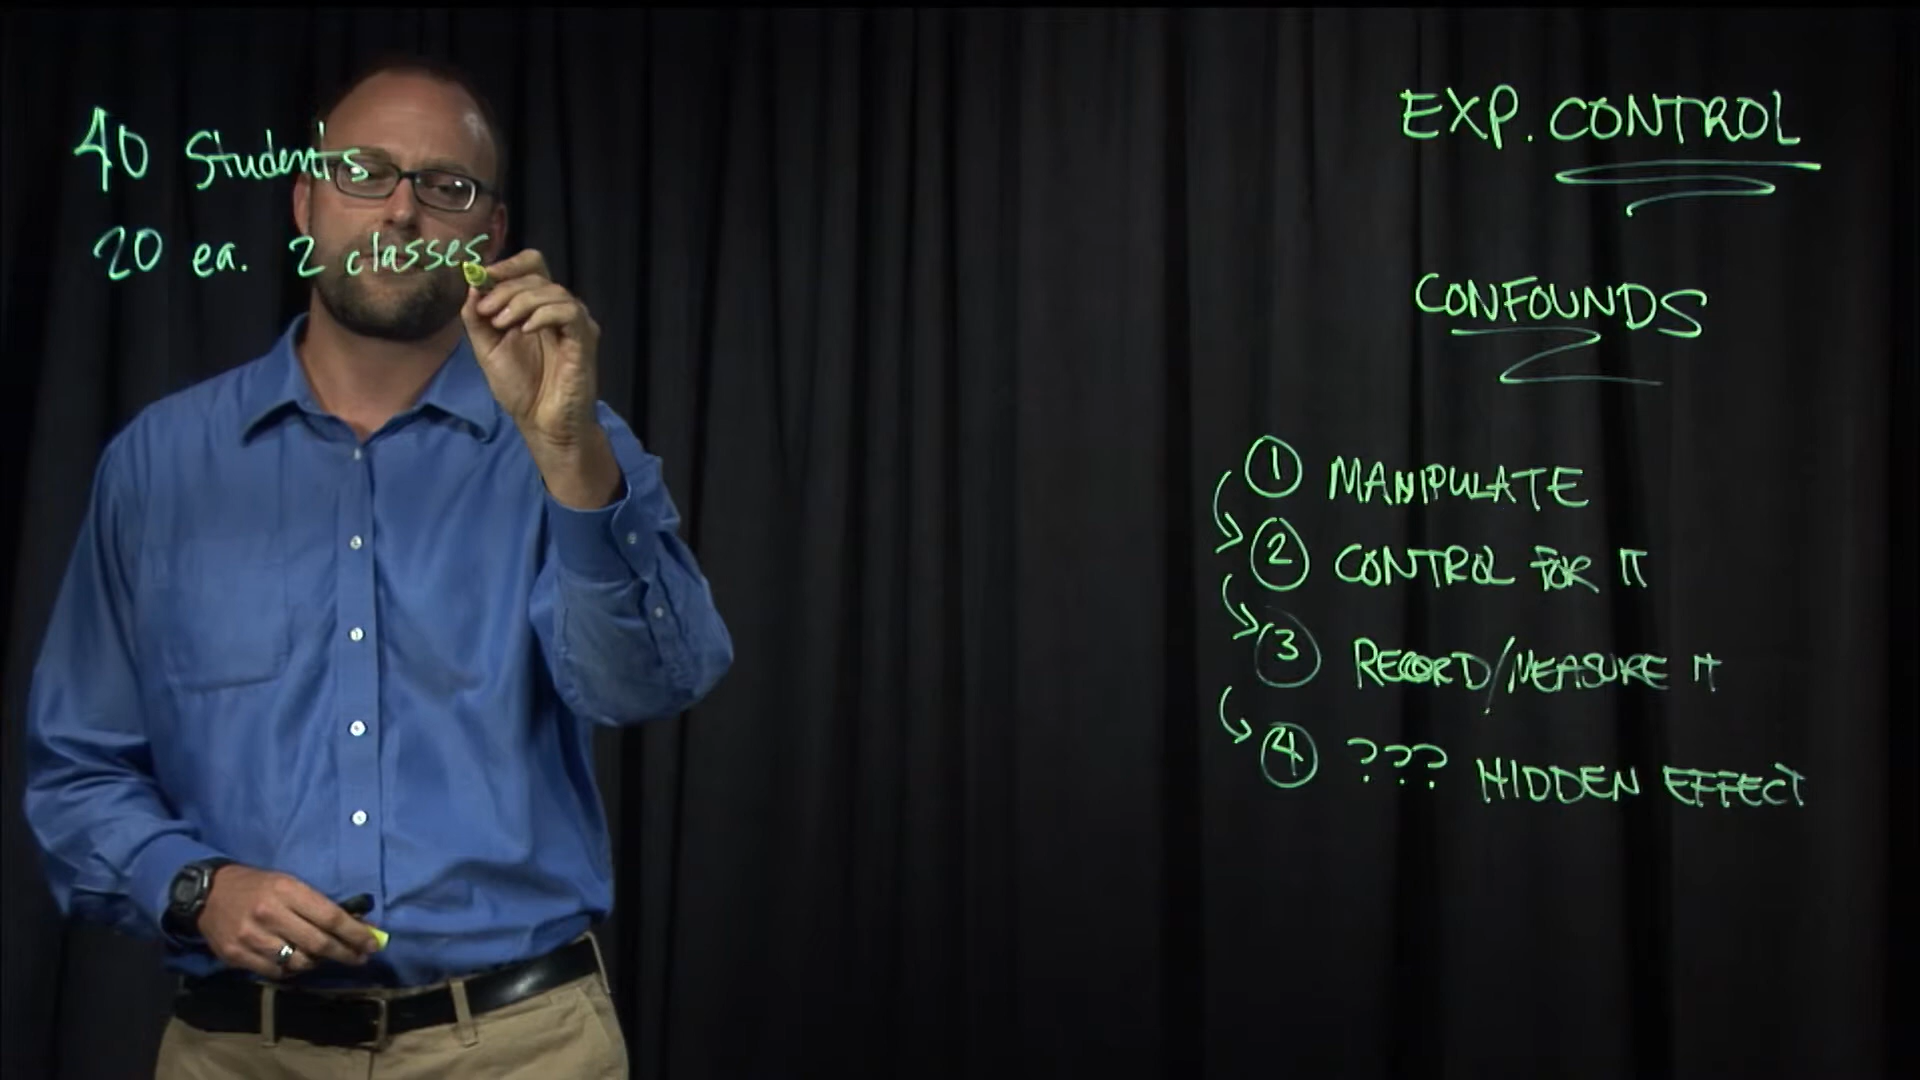 40 Students
20 ea. 2 classes
EXP. CONTROL
CONFOUNDS
1 MANIPULATE
2 CONTROL FOR IT
3 RECORD/MEASURE IT
4 ??? HIDDEN EFFECT